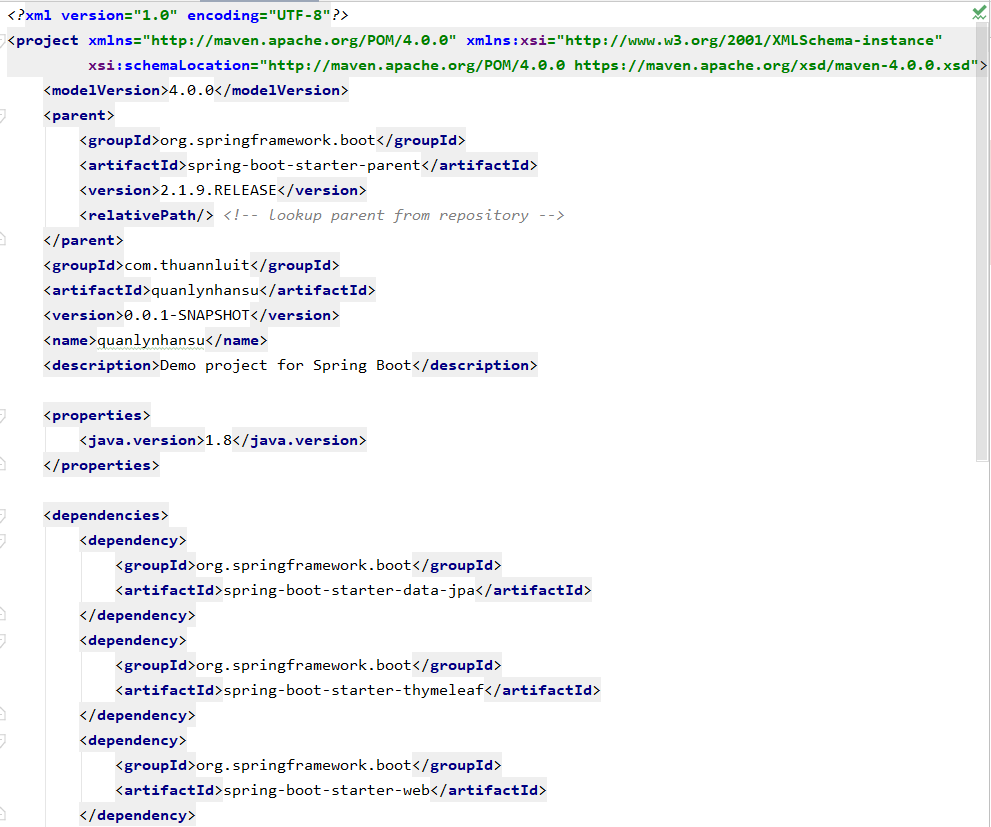 <?xml version="1.0" encoding="UTF-8"?>
<project xmlns="http://maven.apache.org/POM/4.0.0" xmlns:xsi="http://www.w3.org/2001/XMLSchema-instance"
         xsi:schemaLocation="http://maven.apache.org/POM/4.0.0 https://maven.apache.org/xsd/maven-4.0.0.xsd">
    <modelVersion>4.0.0</modelVersion>
    <parent>
        <groupId>org.springframework.boot</groupId>
        <artifactId>spring-boot-starter-parent</artifactId>
        <version>2.1.9.RELEASE</version>
        <relativePath/> <!-- lookup parent from repository -->
    </parent>
    <groupId>com.thuannluit</groupId>
    <artifactId>quanlynhansu</artifactId>
    <version>0.0.1-SNAPSHOT</version>
    <name>quanlynhansu</name>
    <description>Demo project for Spring Boot</description>
    <properties>
        <java.version>1.8</java.version>
    </properties>
    <dependencies>
        <dependency>
            <groupId>org.springframework.boot</groupId>
            <artifactId>spring-boot-starter-data-jpa</artifactId>
        </dependency>
        <dependency>
            <groupId>org.springframework.boot</groupId>
            <artifactId>spring-boot-starter-thymeleaf</artifactId>
        </dependency>
        <dependency>
            <groupId>org.springframework.boot</groupId>
            <artifactId>spring-boot-starter-web</artifactId>
        </dependency>